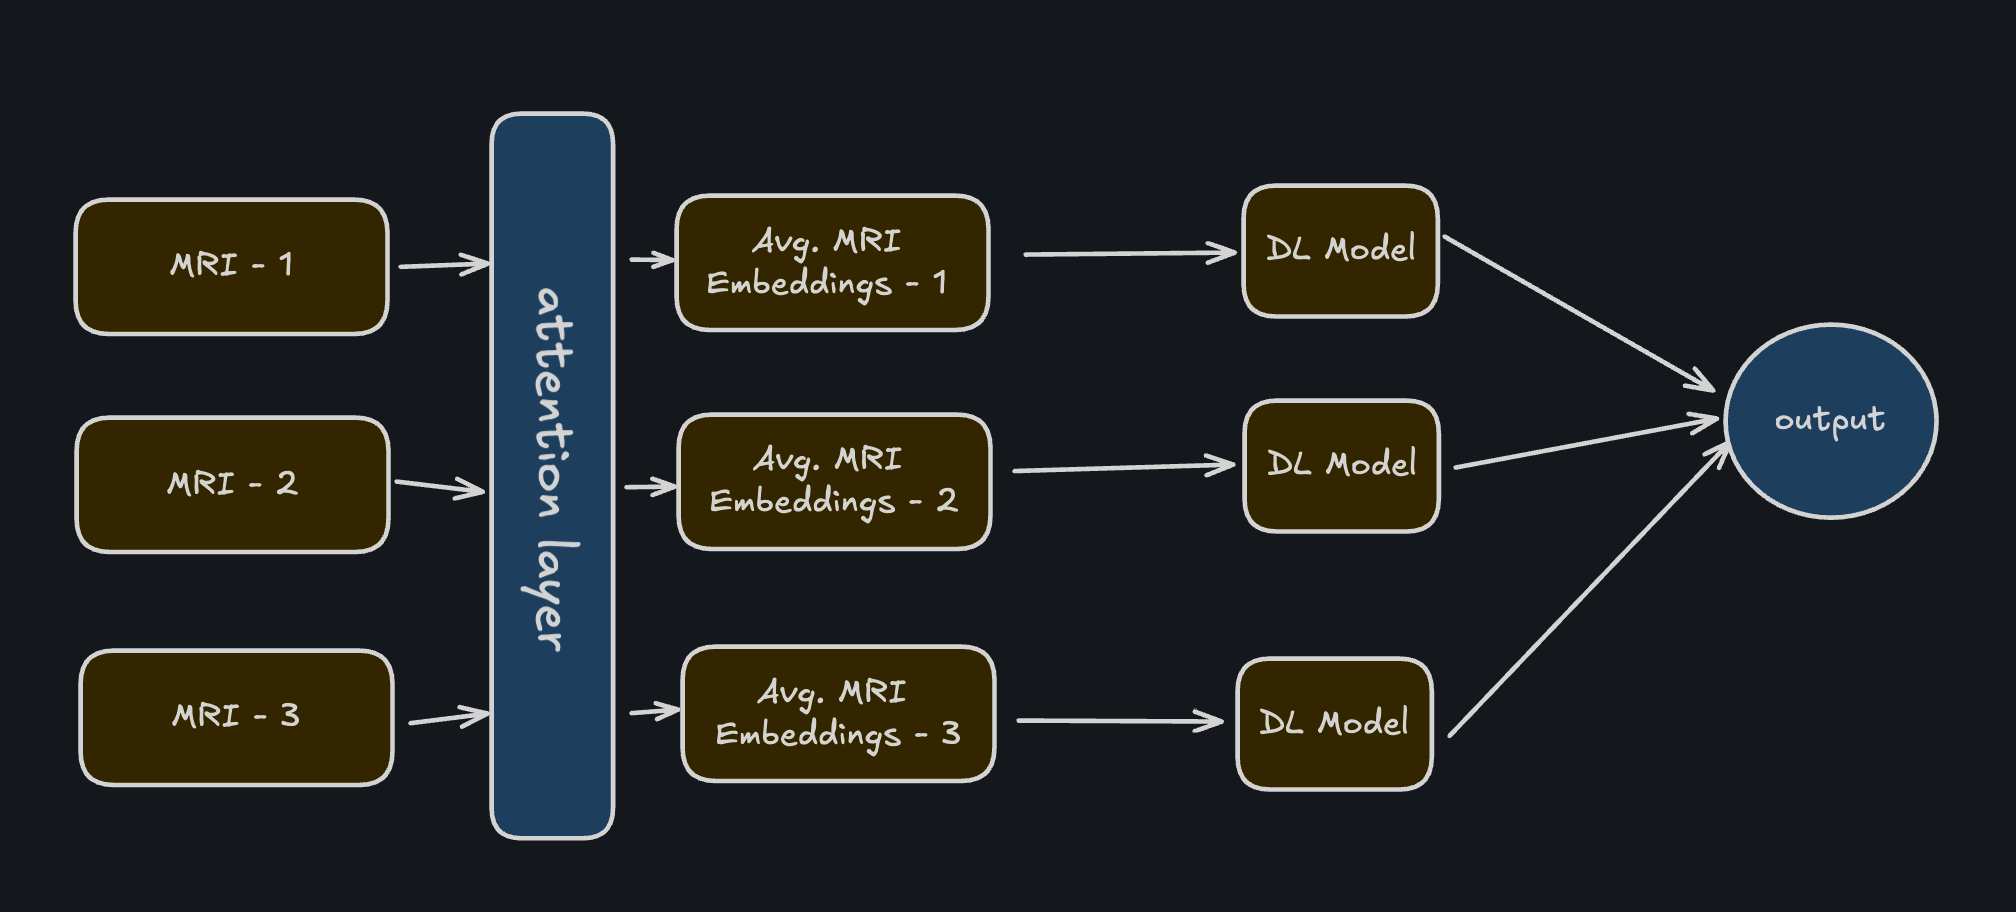 MRI - 1
MRI - 2
MRI - 3
attention layer
Avg. MRI
Embeddings - 1
Avg. MRI
Embeddings - 2
Avg. MRI
Embeddings - 3
DL Model
DL Model
DL Model
output